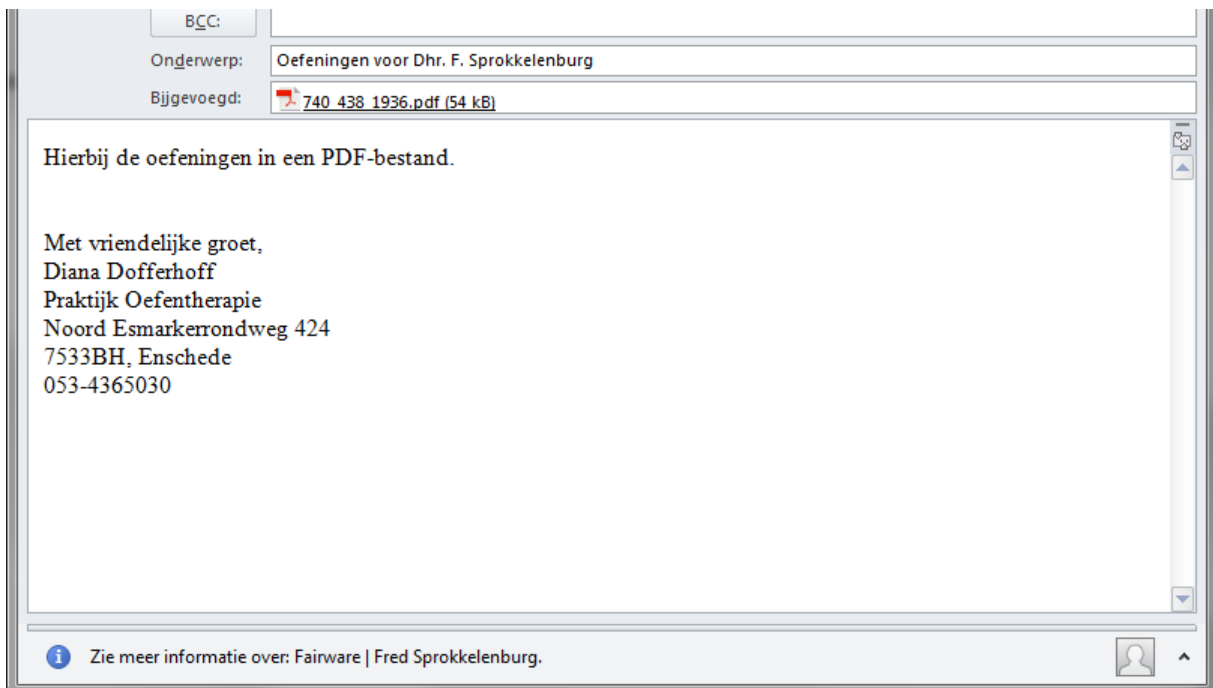 BCC:
Onderwerp: Oefeningen voor Dhr. F. Sprokkelenburg
Bijgevoegd: 740_438_1936.pdf (54 kB)
Hierbij de oefeningen in een PDF-bestand.
Met vriendelijke groet,
Diana Dofferhoff
Praktijk Oefentherapie
Noord Esmarkerrondweg 424
7533BH, Enschede
053-4365030
Zie meer informatie over: Fairware | Fred Sprokkelenburg.